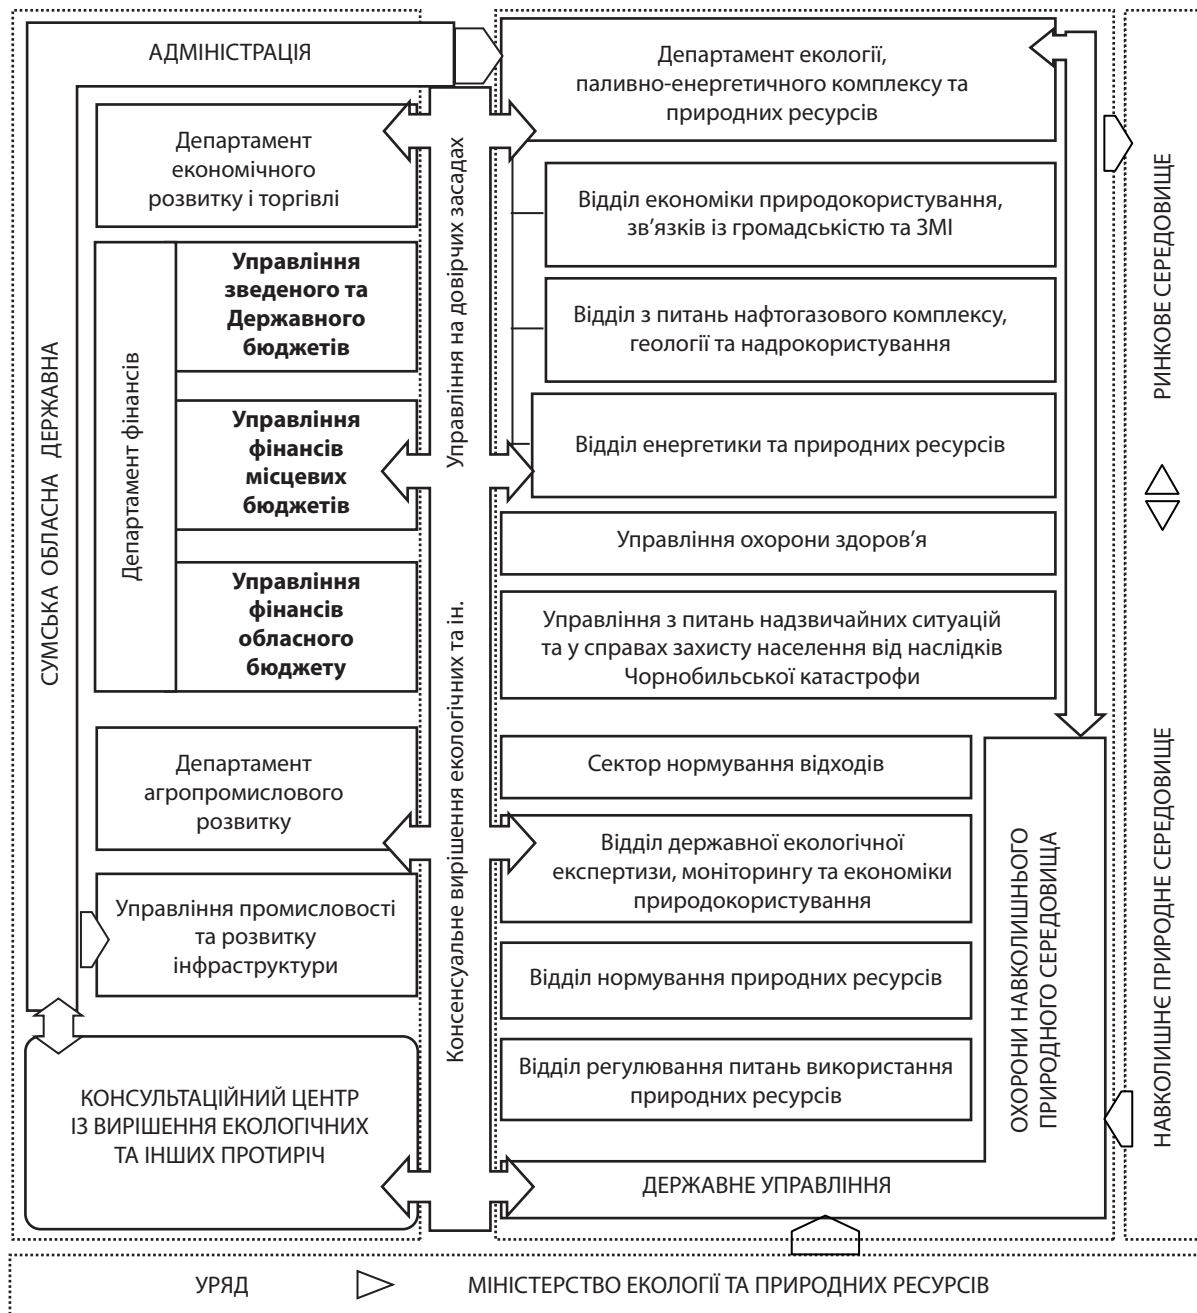 АДМІНІСТРАЦІЯ
СУМСЬКА ОБЛАСНА ДЕРЖАВНА
Департамент
економічного
розвитку і торгівлі
Департамент фінансів
Управління
зведеного та
Державного
бюджетів
Управління
фінансів
місцевих
бюджетів
Управління
фінансів
обласного
бюджету
Департамент
агропромислового
розвитку
Управління промисловості
та розвитку
інфраструктури
КОНСУЛЬТАЦІЙНИЙ ЦЕНТР
ІЗ ВИРІШЕННЯ ЕКОЛОГІЧНИХ
ТА ІНШИХ ПРОТИРІЧ
Управління на довірчих засадах
Консенсуальне вирішення екологічних та ін.
Департамент екології,
паливно-енергетичного комплексу та
природних ресурсів
Відділ економіки природокористування,
зв’язків із громадськістю та ЗМІ
Відділ з питань нафтогазового комплексу,
геології та надрокористування
Відділ енергетики та природних ресурсів
Управління охорони здоров’я
Управління з питань надзвичайних ситуацій
та у справах захисту населення від наслідків
Чорнобильської катастрофи
Сектор нормування відходів
Відділ державної екологічної
експертизи, моніторингу та економіки
природокористування
Відділ нормування природних ресурсів
Відділ регулювання питань використання
природних ресурсів
ДЕРЖАВНЕ УПРАВЛІННЯ
ОХОРОНИ НАВКОЛИШНЬОГО
ПРИРОДНОГО СЕРЕДОВИЩА
РИНКОВЕ СЕРЕДОВИЩЕ
НАВКОЛИШНЄ ПРИРОДНЕ СЕРЕДОВИЩЕ
УРЯД
МІНІСТЕРСТВО ЕКОЛОГІЇ ТА ПРИРОДНИХ РЕСУРСІВ